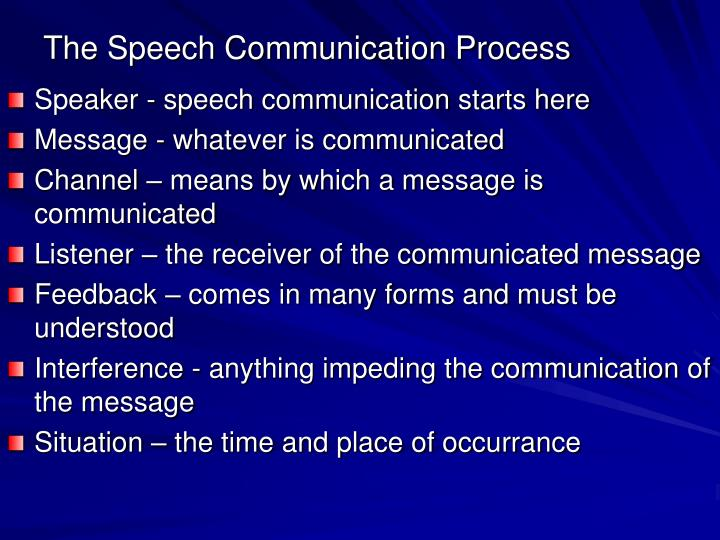 The Speech Communication Process
Speaker - speech communication starts here
Message - whatever is communicated
Channel – means by which a message is
communicated
Listener – the receiver of the communicated message
Feedback – comes in many forms and must be
understood
Interference - anything impeding the communication of
the message
Situation – the time and place of occurrance